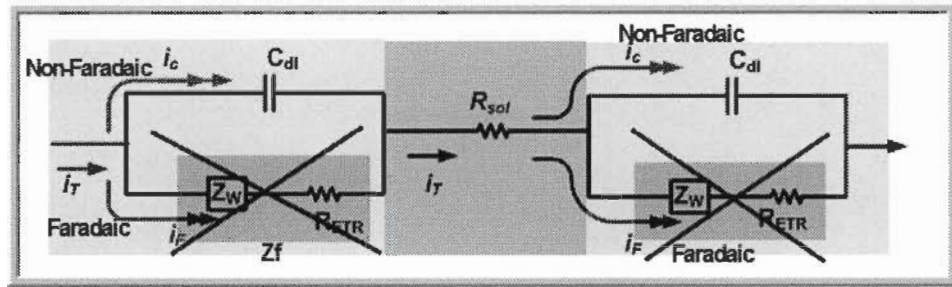 Non-Faradaic
i_c
C_dl
i_T
Z_W
R_ETR
Faradaic
i_F
Zf
R_sol
i_T
Non-Faradaic
i_c
C_dl
Z_W
R_ETR
i_F
Faradaic